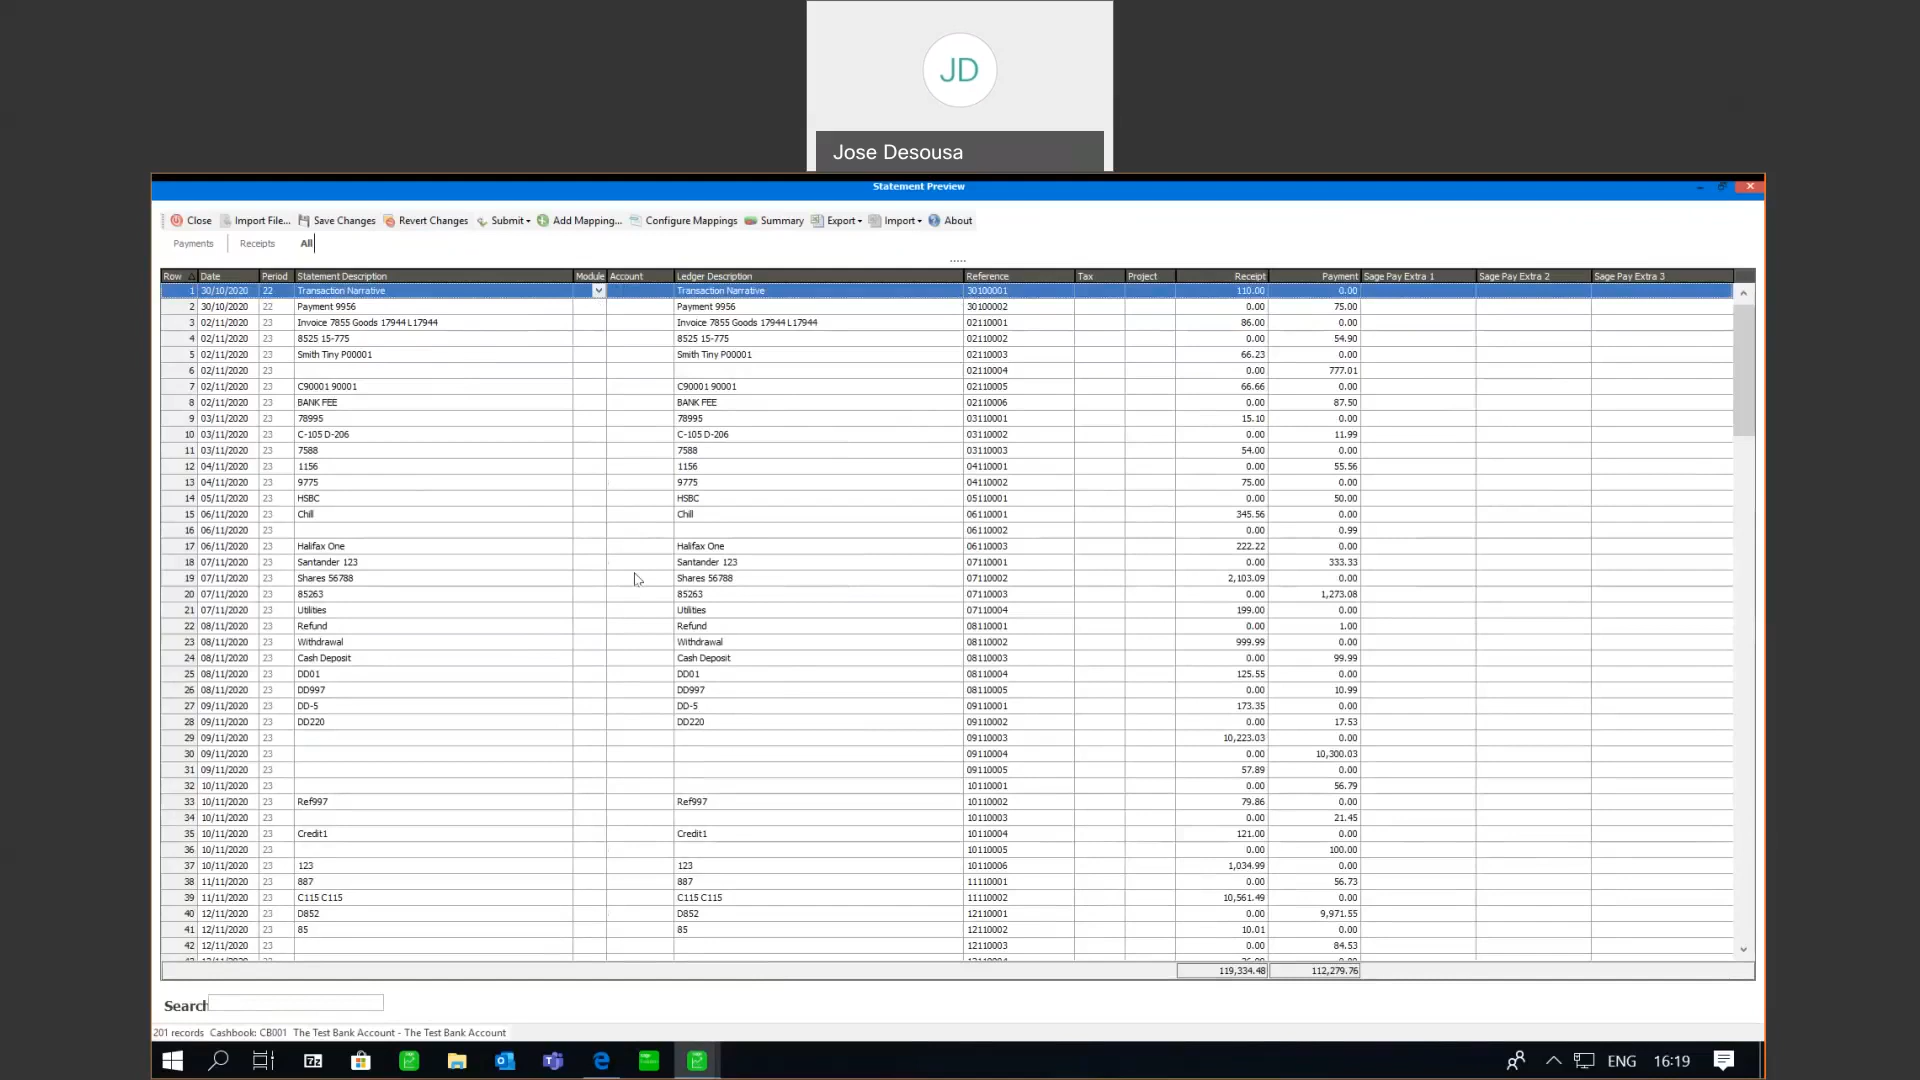 JD
Jose Desousa
Statement Preview
Close Import File... Save Changes Revert Changes Submit Add Mapping... Configure Mappings Summary Export Import About
Payments Receipts All
.....
Row Date Period Statement Description Module Account Ledger Description Reference Tax Project Receipt Payment Sage Pay Extra 1 Sage Pay Extra 2 Sage Pay Extra 3
1 30/10/2020 22 Transaction Narrative Transaction Narrative 30100001 110.00 0.00
2 30/10/2020 22 Payment 9956 Payment 9956 30100002 0.00 75.00
3 02/11/2020 23 Invoice 7855 Goods 17944 L17944 Invoice 7855 Goods 17944 L17944 02110001 86.00 0.00
4 02/11/2020 23 8525 15-775 8525 15-775 02110002 0.00 54.90
5 02/11/2020 23 Smith Tiny P00001 Smith Tiny P00001 02110003 66.23 0.00
6 02/11/2020 23 02110004 0.00 777.01
7 02/11/2020 23 C90001 90001 C90001 90001 02110005 66.66 0.00
8 02/11/2020 23 BANK FEE BANK FEE 02110006 0.00 87.50
9 03/11/2020 23 78995 78995 03110001 15.10 0.00
10 03/11/2020 23 C-105 D-206 C-105 D-206 03110002 0.00 11.99
11 03/11/2020 23 7588 7588 03110003 54.00 0.00
12 04/11/2020 23 1156 1156 04110001 0.00 55.56
13 04/11/2020 23 9775 9775 04110002 75.00 0.00
14 05/11/2020 23 HSBC HSBC 05110001 0.00 50.00
15 06/11/2020 23 Chill Chill 06110001 345.56 0.00
16 06/11/2020 23 06110002 0.00 0.99
17 06/11/2020 23 Halifax One Halifax One 06110003 222.22 0.00
18 07/11/2020 23 Santander 123 Santander 123 07110001 0.00 333.33
19 07/11/2020 23 Shares 56788 Shares 56788 07110002 2,103.09 0.00
20 07/11/2020 23 85263 85263 07110003 0.00 1,273.08
21 07/11/2020 23 Utilities Utilities 07110004 199.00 0.00
22 08/11/2020 23 Refund Refund 08110001 0.00 1.00
23 08/11/2020 23 Withdrawal Withdrawal 08110002 999.99 0.00
24 08/11/2020 23 Cash Deposit Cash Deposit 08110003 0.00 99.99
25 08/11/2020 23 DD01 DD01 08110004 125.55 0.00
26 08/11/2020 23 DD997 DD997 08110005 0.00 10.99
27 09/11/2020 23 DD-5 DD-5 09110001 173.35 0.00
28 09/11/2020 23 DD220 DD220 09110002 0.00 17.53
29 09/11/2020 23 09110003 10,223.03 0.00
30 09/11/2020 23 09110004 0.00 10,300.03
31 09/11/2020 23 09110005 57.89 0.00
32 10/11/2020 23 10110001 0.00 56.79
33 10/11/2020 23 Ref997 Ref997 10110002 79.86 0.00
34 10/11/2020 23 10110003 0.00 21.45
35 10/11/2020 23 Credit1 Credit1 10110004 121.00 0.00
36 10/11/2020 23 10110005 0.00 100.00
37 10/11/2020 23 123 123 10110006 1,034.99 0.00
38 11/11/2020 23 887 887 11110001 0.00 56.73
39 11/11/2020 23 C115 C115 C115 C115 11110002 10,561.49 0.00
40 12/11/2020 23 D852 D852 12110001 0.00 9,971.55
41 12/11/2020 23 85 85 12110002 10.01 0.00
42 12/11/2020 23 12110003 0.00 84.53
119,334.48 112,279.76
Search
201 records Cashbook: CB001 The Test Bank Account - The Test Bank Account
7z ENG 16:19